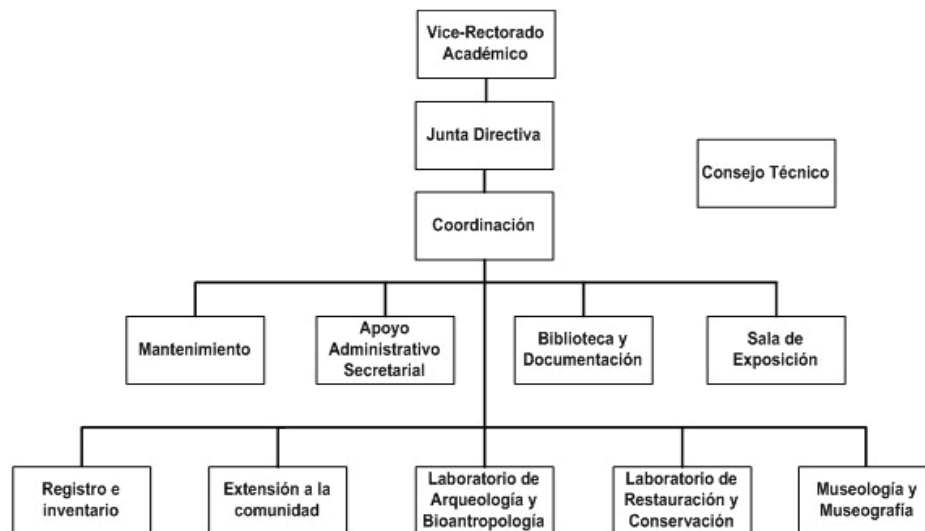 Vice-Rectorado
Académico
Junta Directiva
Consejo Técnico
Coordinación
Mantenimiento
Apoyo
Administrativo
Secretarial
Biblioteca y
Documentación
Sala de
Exposición
Registro e
inventario
Extensión a la
comunidad
Laboratorio de
Arqueología y
Bioantropología
Laboratorio de
Restauración y
Conservación
Museología y
Museografía